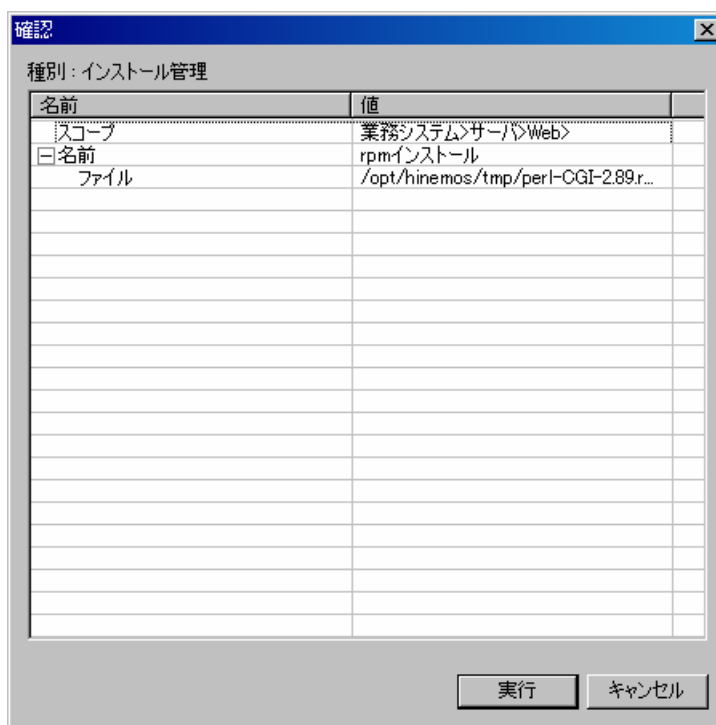 確認
種別：インストール管理
名前 値
スコープ 業務システム>サーバ>Web>
名前 rpmインストール
ファイル /opt/hinemos/tmp/perl-CGI-2.89.r...
実行 キャンセル